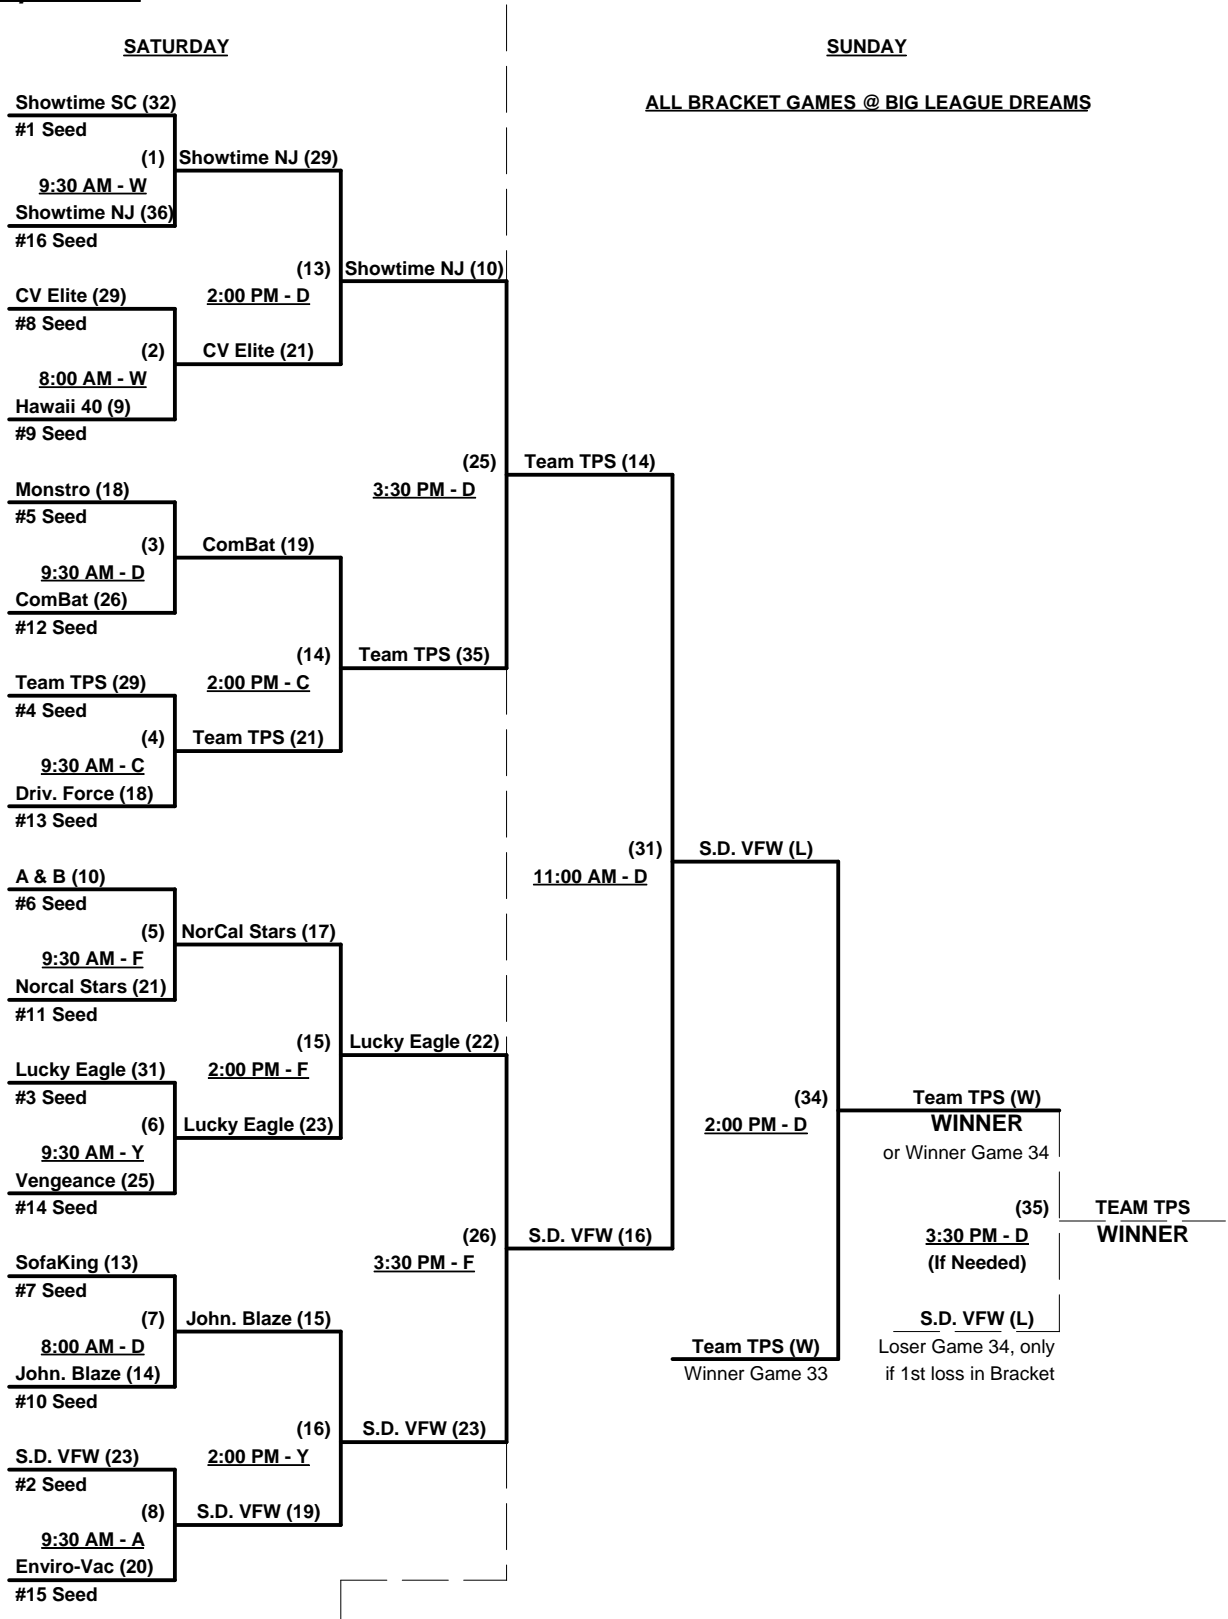 SATURDAY
SUNDAY
ALL BRACKET GAMES @ BIG LEAGUE DREAMS
Showtime SC (32)
#1 Seed
(1)
Showtime NJ (29)
9:30 AM - W
Showtime NJ (36)
#16 Seed
(13)
Showtime NJ (10)
2:00 PM - D
CV Elite (29)
#8 Seed
(2)
CV Elite (21)
8:00 AM - W
Hawaii 40 (9)
#9 Seed
(25)
Team TPS (14)
3:30 PM - D
Monstro (18)
#5 Seed
(3)
ComBat (19)
9:30 AM - D
ComBat (26)
#12 Seed
(14)
Team TPS (35)
2:00 PM - C
Team TPS (29)
#4 Seed
(4)
Team TPS (21)
9:30 AM - C
Driv. Force (18)
#13 Seed
(31)
S.D. VFW (L)
11:00 AM - D
A & B (10)
#6 Seed
(5)
NorCal Stars (17)
9:30 AM - F
Norcal Stars (21)
#11 Seed
(15)
Lucky Eagle (22)
2:00 PM - F
Lucky Eagle (31)
#3 Seed
(6)
Lucky Eagle (23)
9:30 AM - Y
Vengeance (25)
#14 Seed
(34)
Team TPS (W)
2:00 PM - D
WINNER
or Winner Game 34
(35)
TEAM TPS
3:30 PM - D
WINNER
(If Needed)
(26)
S.D. VFW (16)
3:30 PM - F
SofaKing (13)
#7 Seed
(7)
John. Blaze (15)
8:00 AM - D
John. Blaze (14)
#10 Seed
S.D. VFW (L)
Team TPS (W)
Loser Game 34, only
Winner Game 33
if 1st loss in Bracket
(16)
S.D. VFW (23)
2:00 PM - Y
S.D. VFW (23)
#2 Seed
(8)
S.D. VFW (19)
9:30 AM - A
Enviro-Vac (20)
#15 Seed